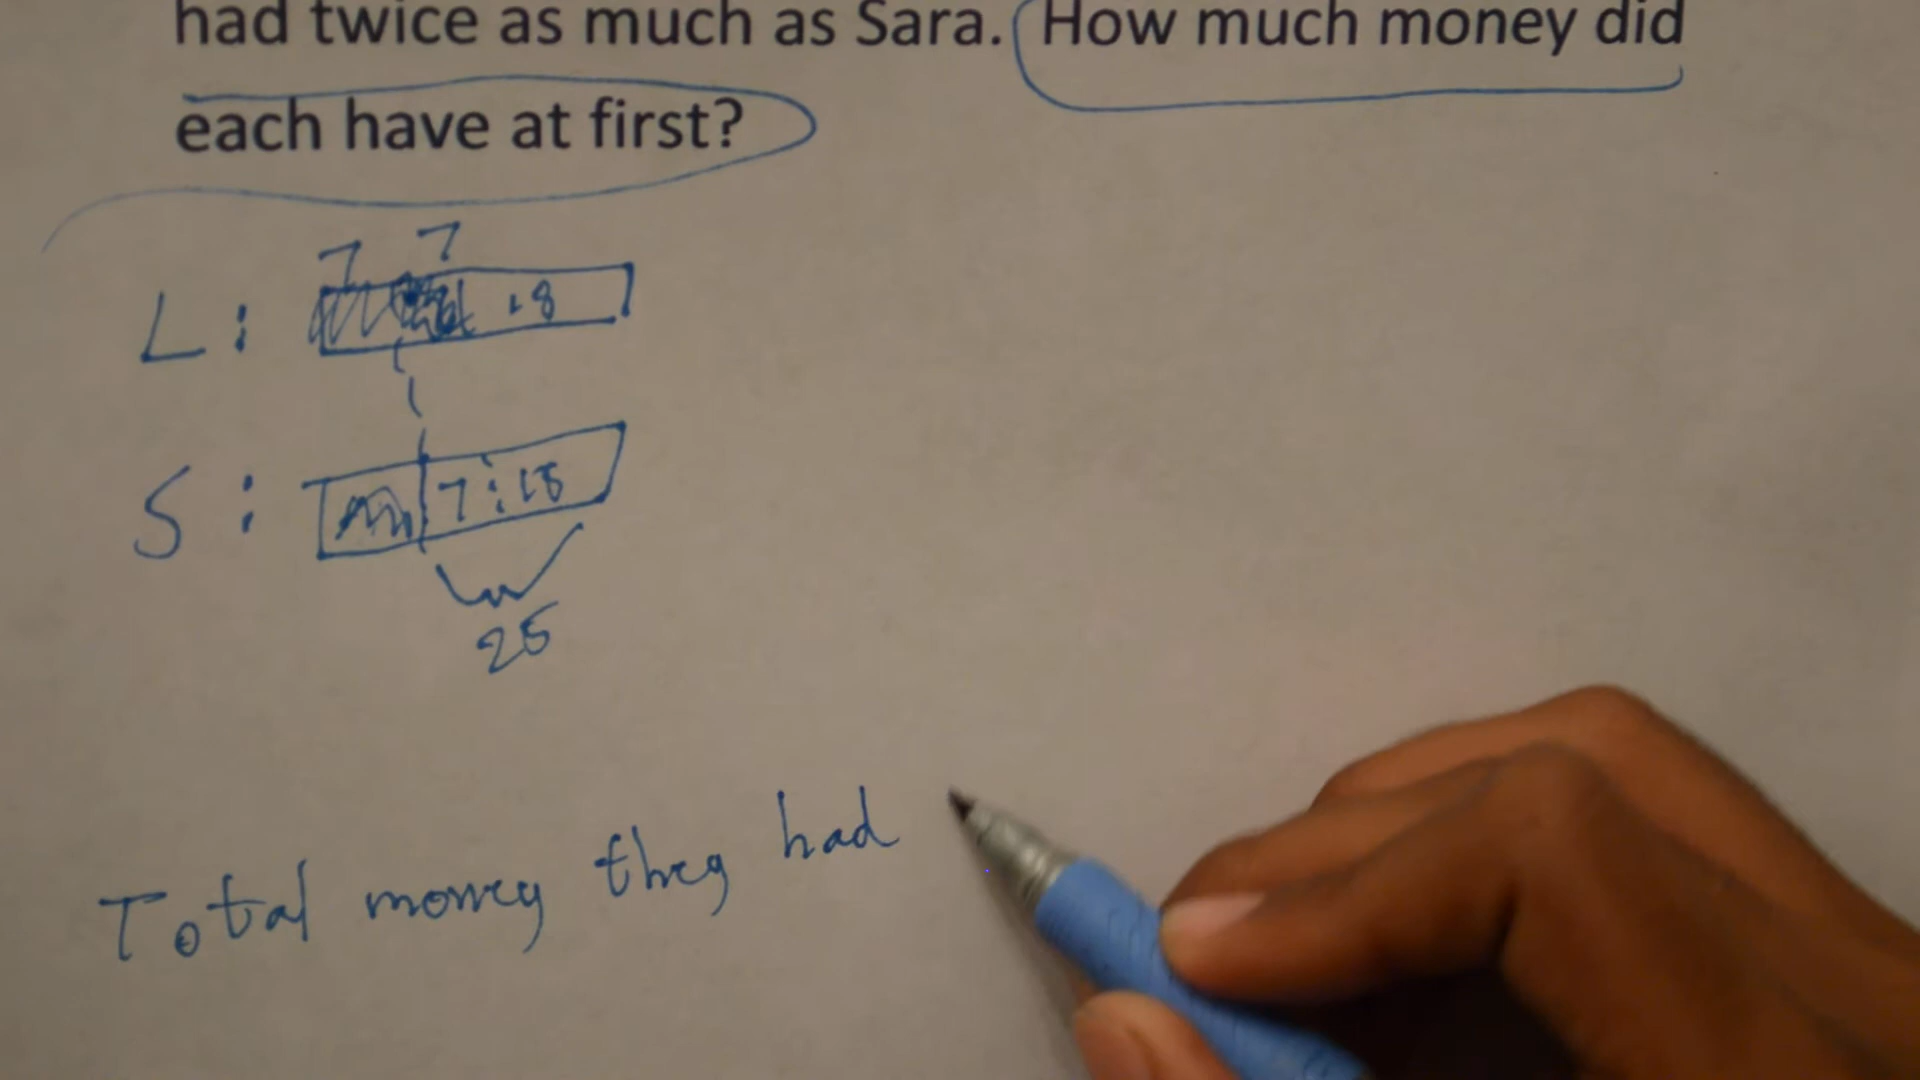 had twice as much as Sara. How much money did
each have at first?
7 7
L: 18
S: 7 18
25
Total money they had